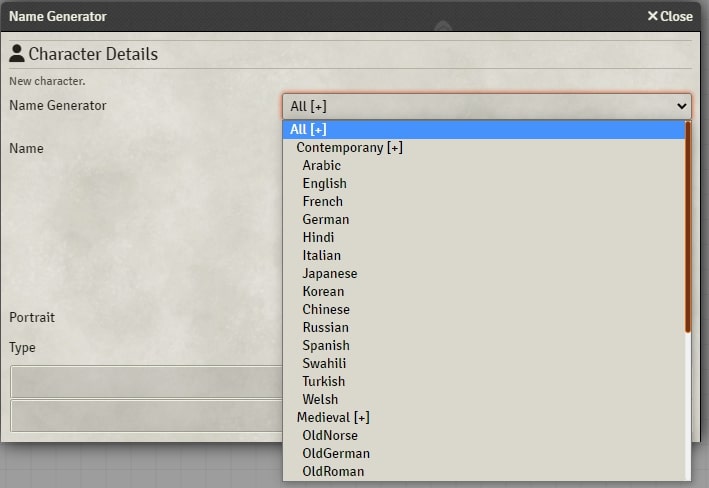 Name Generator
✕ Close
Character Details
New character.
Name Generator
All [+]
All [+]
Contemporany [+]
Name
Arabic
English
French
German
Hindi
Italian
Japanese
Korean
Chinese
Portrait
Russian
Type
Spanish
Swahili
Turkish
Welsh
Medieval [+]
OldNorse
OldGerman
OldRoman